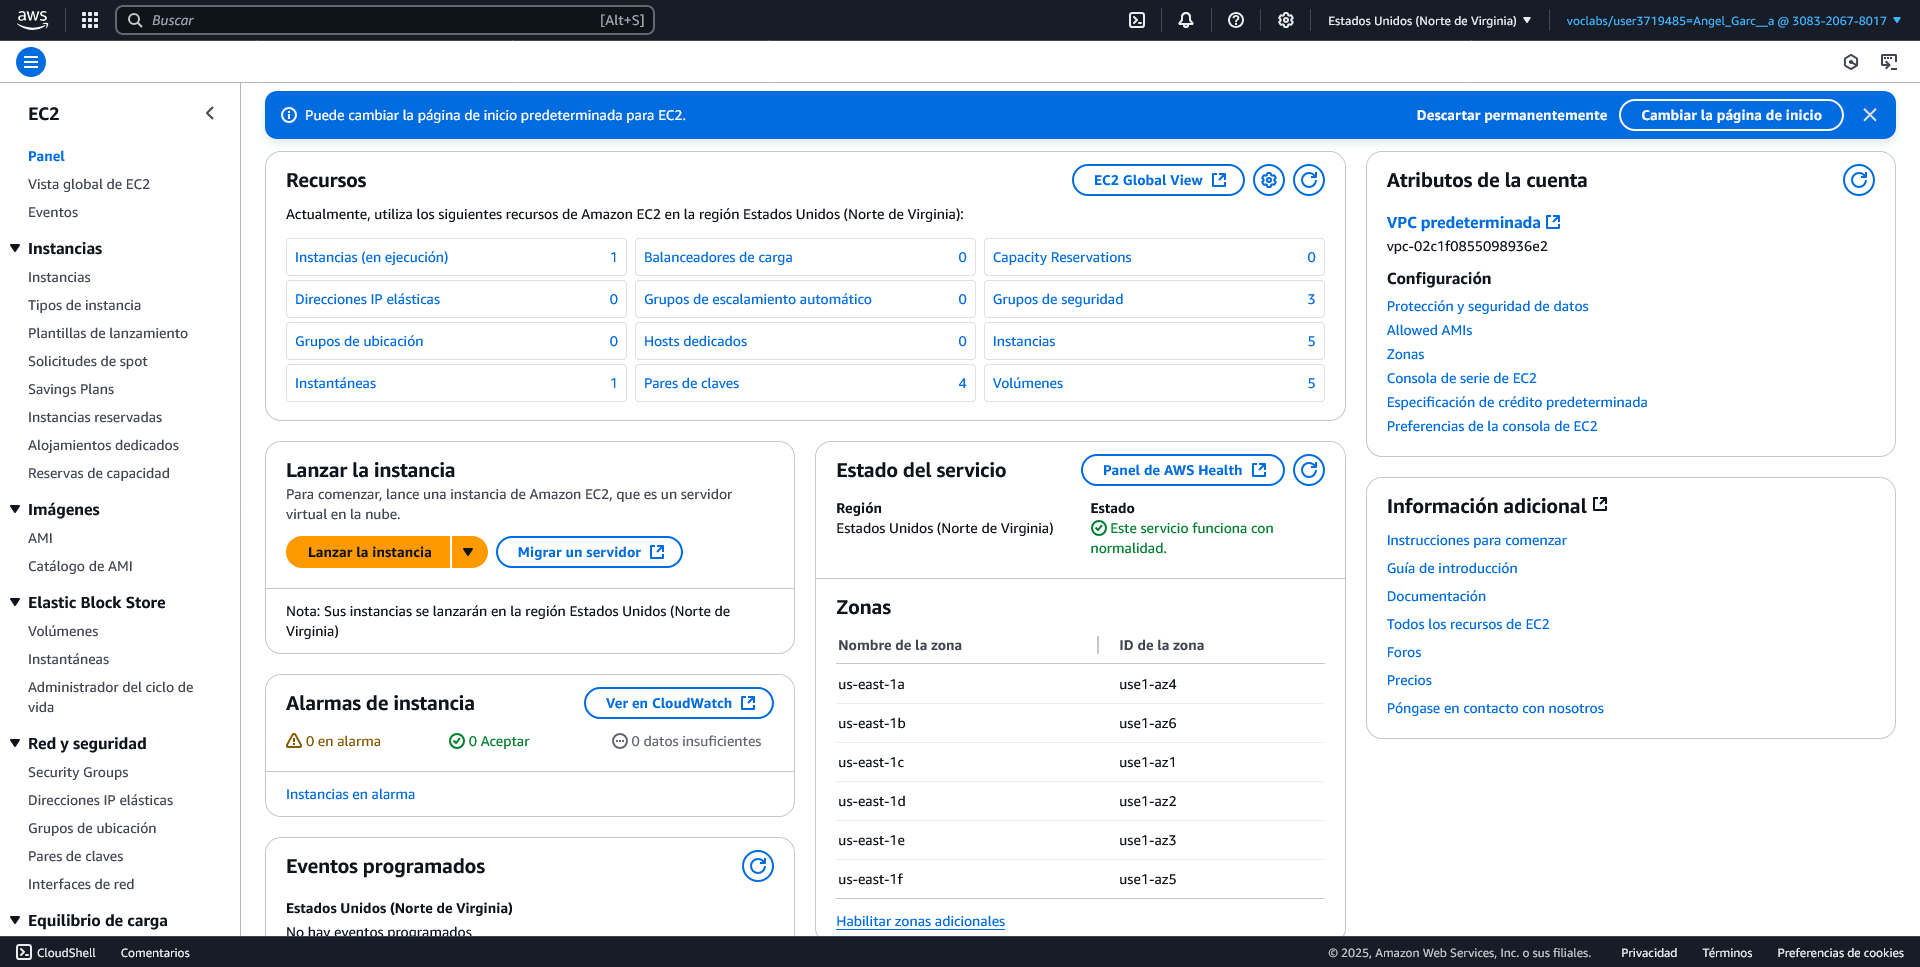 aws
Buscar
[Alt+S]
Estados Unidos (Norte de Virginia)
voclabs/user3719485=Angel_Garc__a @ 3083-2067-8017
EC2
Panel
Vista global de EC2
Eventos
Instancias
Instancias
Tipos de instancia
Plantillas de lanzamiento
Solicitudes de spot
Savings Plans
Instancias reservadas
Alojamientos dedicados
Reservas de capacidad
Imágenes
AMI
Catálogo de AMI
Elastic Block Store
Volúmenes
Instantáneas
Administrador del ciclo de
vida
Red y seguridad
Security Groups
Direcciones IP elásticas
Grupos de ubicación
Pares de claves
Interfaces de red
Equilibrio de carga
Puede cambiar la página de inicio predeterminada para EC2.
Descartar permanentemente
Cambiar la página de inicio
Recursos
EC2 Global View
Actualmente, utiliza los siguientes recursos de Amazon EC2 en la región Estados Unidos (Norte de Virginia):
Instancias (en ejecución) 1
Balanceadores de carga 0
Capacity Reservations 0
Direcciones IP elásticas 0
Grupos de escalamiento automático 0
Grupos de seguridad 3
Grupos de ubicación 0
Hosts dedicados 0
Instancias 5
Instantáneas 1
Pares de claves 4
Volúmenes 5
Lanzar la instancia
Para comenzar, lance una instancia de Amazon EC2, que es un servidor
virtual en la nube.
Lanzar la instancia
Migrar un servidor
Nota: Sus instancias se lanzarán en la región Estados Unidos (Norte de
Virginia)
Alarmas de instancia
Ver en CloudWatch
0 en alarma
0 Aceptar
0 datos insuficientes
Instancias en alarma
Eventos programados
Estados Unidos (Norte de Virginia)
No hay eventos programados
Estado del servicio
Panel de AWS Health
Región
Estados Unidos (Norte de Virginia)
Estado
Este servicio funciona con
normalidad.
Zonas
Nombre de la zona
ID de la zona
us-east-1a use1-az4
us-east-1b use1-az6
us-east-1c use1-az1
us-east-1d use1-az2
us-east-1e use1-az3
us-east-1f use1-az5
Habilitar zonas adicionales
Atributos de la cuenta
VPC predeterminada
vpc-02c1f0855098936e2
Configuración
Protección y seguridad de datos
Allowed AMIs
Zonas
Consola de serie de EC2
Especificación de crédito predeterminada
Preferencias de la consola de EC2
Información adicional
Instrucciones para comenzar
Guía de introducción
Documentación
Todos los recursos de EC2
Foros
Precios
Póngase en contacto con nosotros
CloudShell
Comentarios
© 2025, Amazon Web Services, Inc. o sus filiales.
Privacidad
Términos
Preferencias de cookies